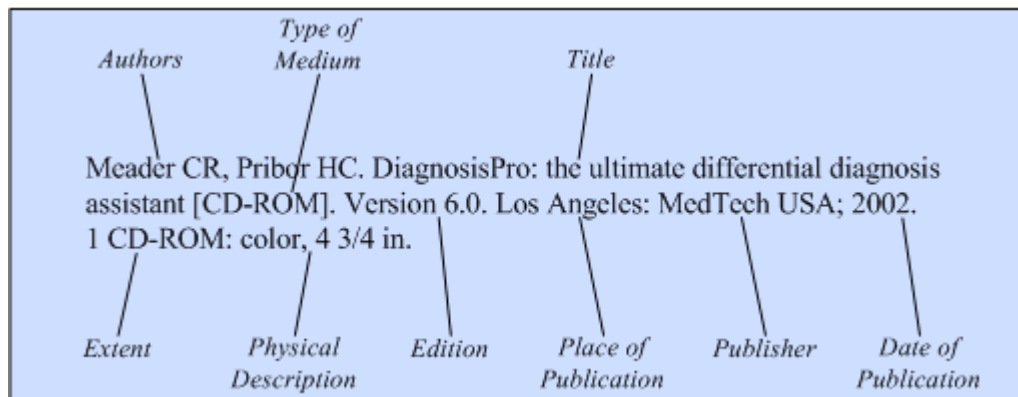 Type of
Authors Medium Title
Meader CR, Pribor HC. DiagnosisPro: the ultimate differential diagnosis
assistant [CD-ROM]. Version 6.0. Los Angeles: MedTech USA; 2002.
1 CD-ROM: color, 4 3/4 in.
Extent Physical Edition Place of Publisher Date of
Description Publication Publication